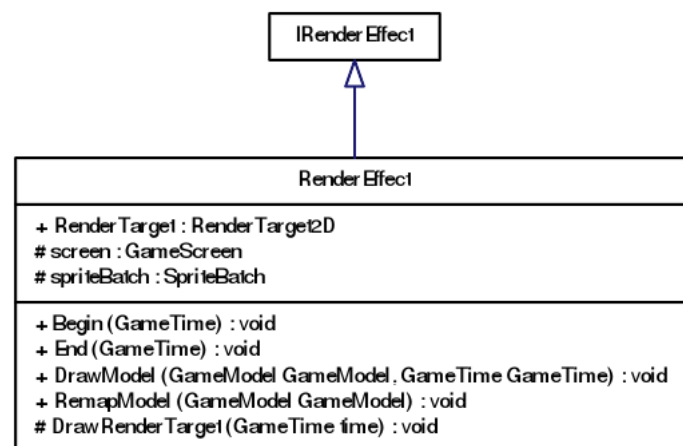 IRenderEffect
RenderEffect
+ RenderTarget : RenderTarget2D
# screen : GameScreen
# spriteBatch : SpriteBatch
+ Begin (GameTime) : void
+ End (GameTime) : void
+ DrawModel (GameModel GameModel, GameTime GameTime) : void
+ RemapModel (GameModel GameModel) : void
# DrawRenderTarget (GameTime time) : void